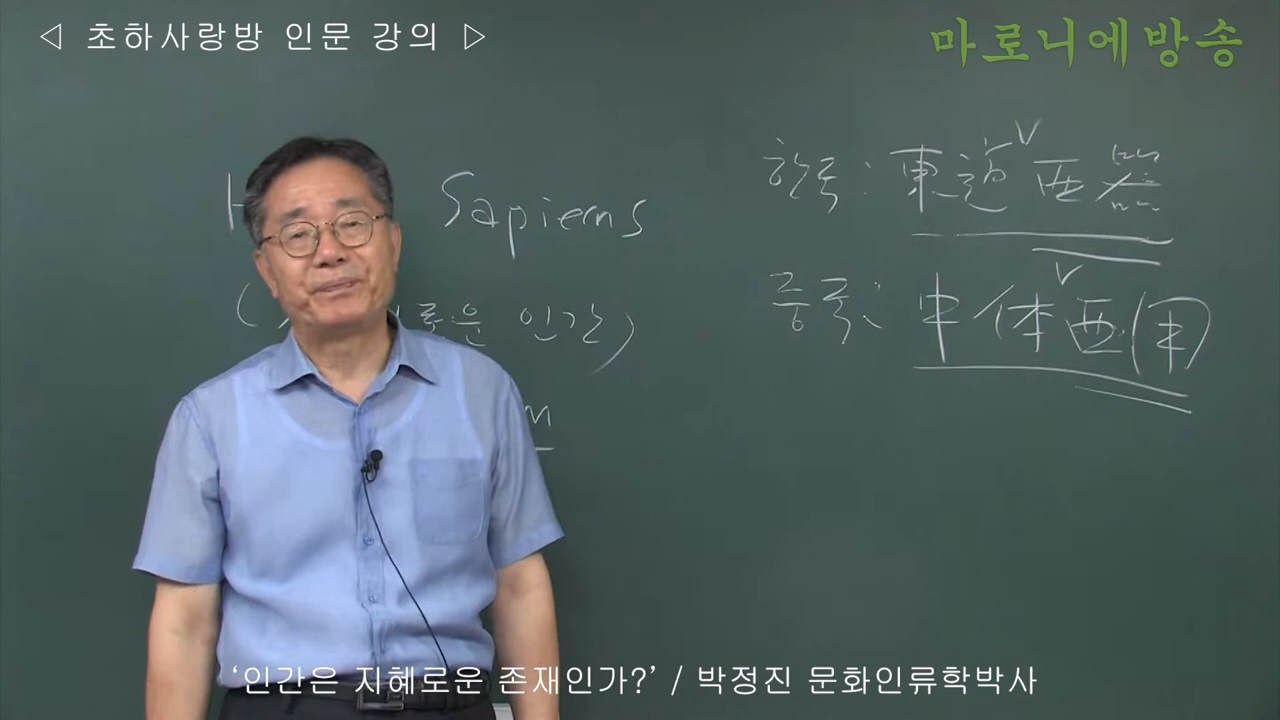 ◁ 초하사랑방 인문 강의 ▷
마로니에방송
Sapiens
인간)
한국: 東道西器
중국: 中体西用
‘인간은 지혜로운 존재인가?’ / 박정진 문화인류학박사